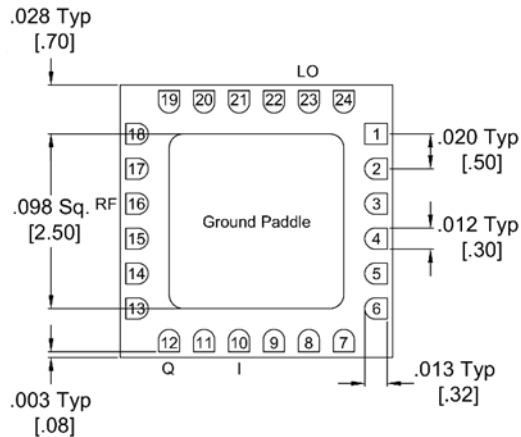 .028 Typ
[.70]
LO
19 20 21 22 23 24
18 1
.020 Typ
[.50]
17 2
RF 16 3
.098 Sq.
[2.50]
Ground Paddle
.012 Typ
[.30]
15 4
14 5
13 6
12 11 10 9 8 7
Q I
.013 Typ
[.32]
.003 Typ
[.08]